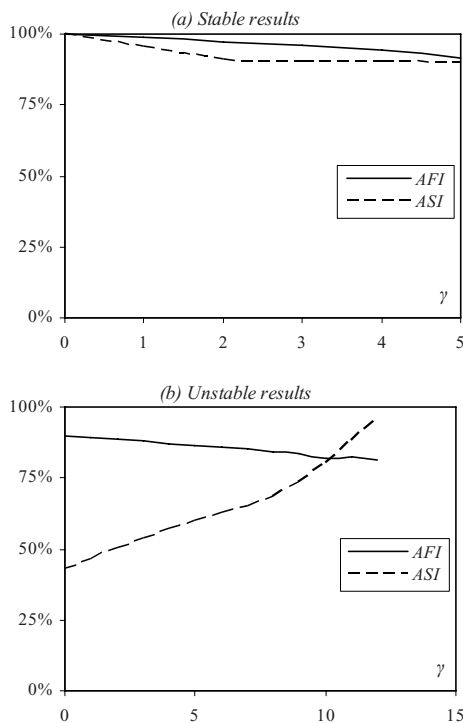 (a) Stable results
100%
75%
50%
25%
0%
AFI
ASI
γ
0 1 2 3 4 5
(b) Unstable results
100%
75%
50%
25%
0%
AFI
ASI
γ
0 5 10 15